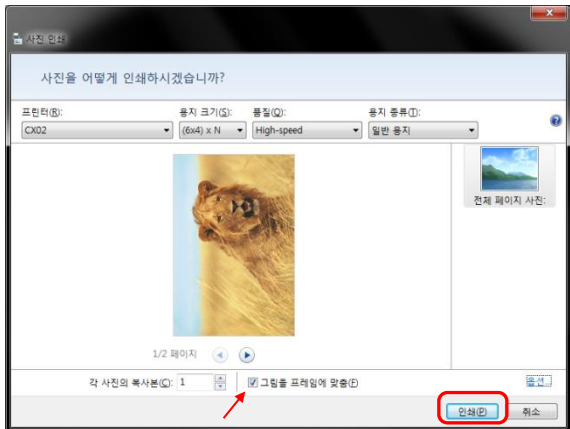 사진 인쇄
사진을 어떻게 인쇄하시겠습니까?
프린터(R): 용지 크기(S): 품질(Q): 용지 종류(T):
CX02 (6x4) x N High-speed 일반 용지
전체 페이지 사진:
1/2 페이지
각 사진의 복사본(C): 1 그림을 프레임에 맞춤(F) 옵션...
인쇄(P) 취소